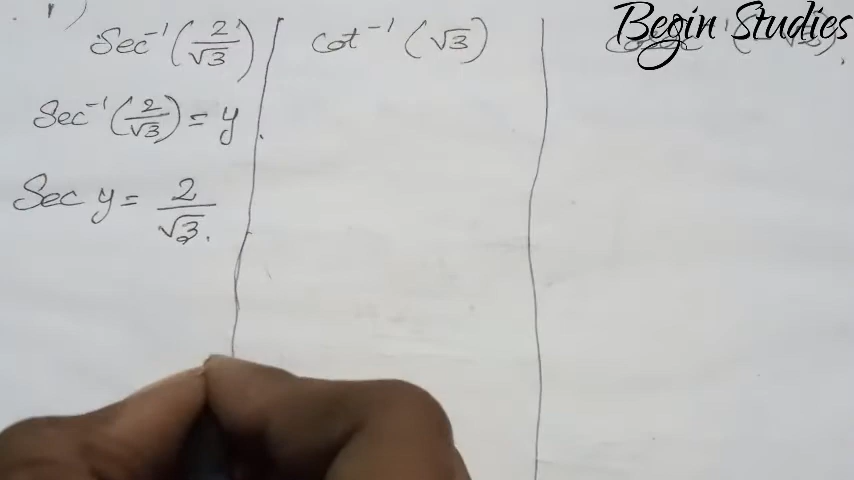 Begin Studies
Sec⁻¹(2/√3)
Sec⁻¹(2/√3) = y
Sec y = 2/√3.
cot⁻¹(√3)